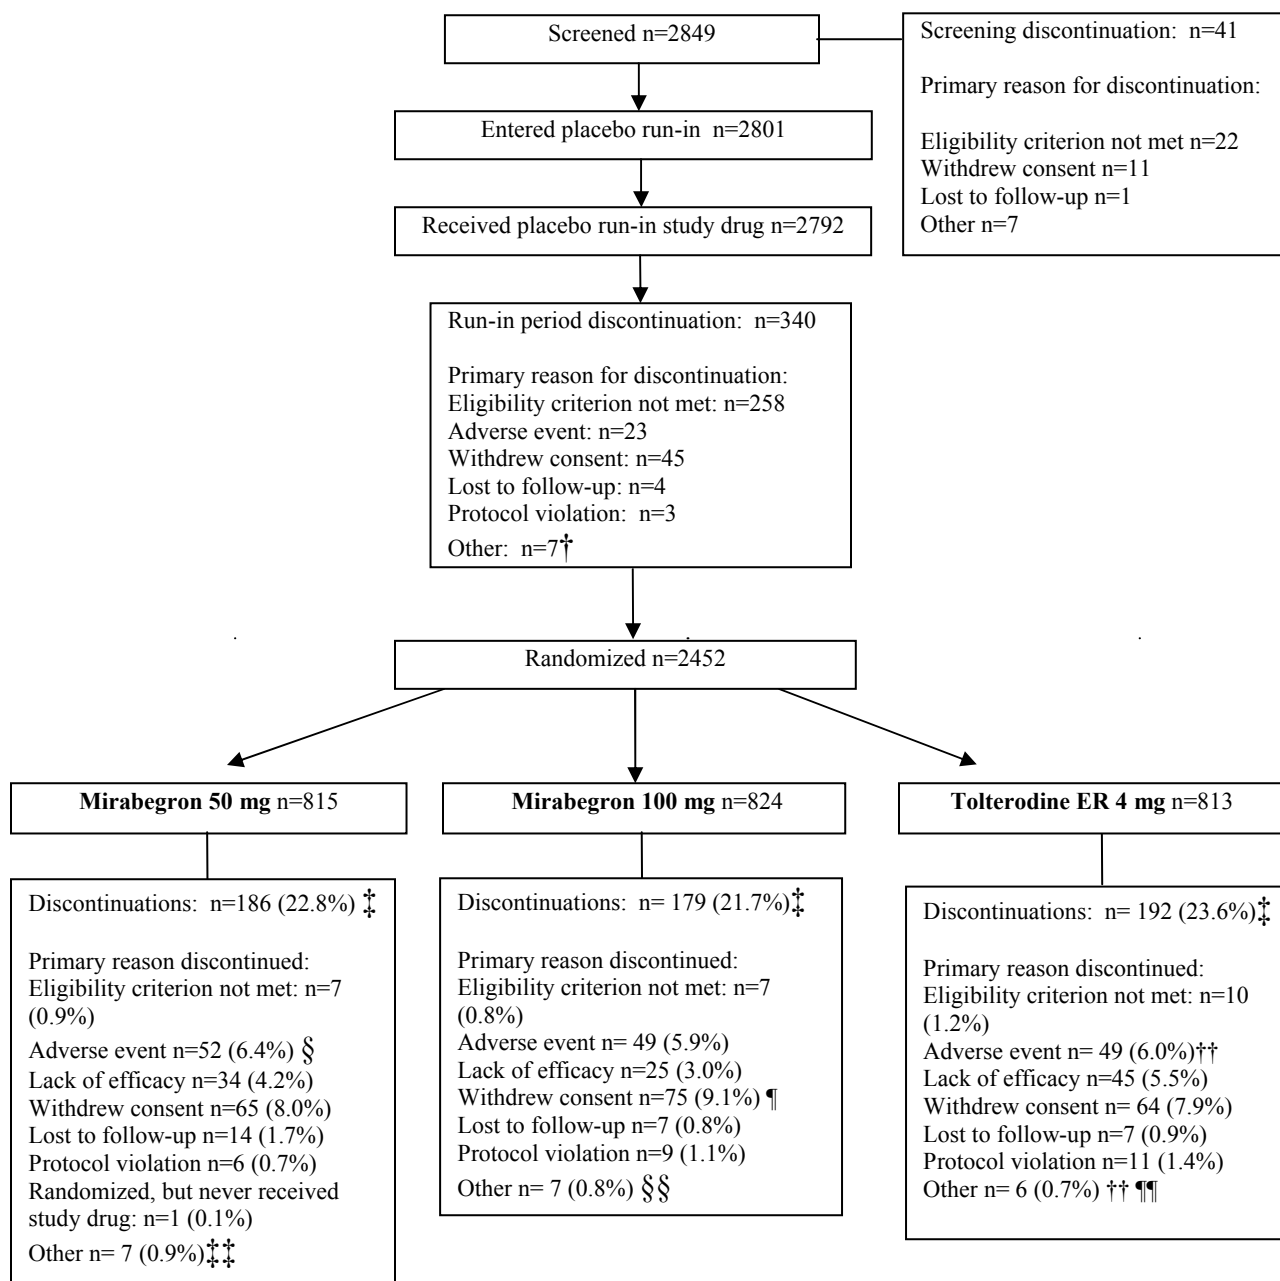 Screened n=2849
Screening discontinuation:  n=41
Primary reason for discontinuation:
Eligibility criterion not met n=22
Withdrew consent n=11
Lost to follow-up n=1
Other n=7
Entered placebo run-in  n=2801
Received placebo run-in study drug n=2792
Run-in period discontinuation:  n=340
Primary reason for discontinuation:
Eligibility criterion not met: n=258
Adverse event: n=23
Withdrew consent: n=45
Lost to follow-up: n=4
Protocol violation:  n=3
Other:  n=7†
Randomized n=2452
Mirabegron 50 mg n=815
Discontinuations:  n=186 (22.8%) ‡
Primary reason discontinued:
Eligibility criterion not met: n=7
(0.9%)
Adverse event n=52 (6.4%) §
Lack of efficacy n=34 (4.2%)
Withdrew consent n=65 (8.0%)
Lost to follow-up n=14 (1.7%)
Protocol violation n=6 (0.7%)
Randomized, but never received
study drug: n=1 (0.1%)
Other n= 7 (0.9%)‡‡
Mirabegron 100 mg n=824
Discontinuations:  n= 179 (21.7%)‡
Primary reason discontinued:
Eligibility criterion not met: n=7
(0.8%)
Adverse event n= 49 (5.9%)
Lack of efficacy n=25 (3.0%)
Withdrew consent n=75 (9.1%) ¶
Lost to follow-up n=7 (0.8%)
Protocol violation n=9 (1.1%)
Other n= 7 (0.8%) §§
Tolterodine ER 4 mg n=813
Discontinuations:  n= 192 (23.6%)‡
Primary reason discontinued:
Eligibility criterion not met: n=10
(1.2%)
Adverse event n= 49 (6.0%)††
Lack of efficacy n=45 (5.5%)
Withdrew consent n= 64 (7.9%)
Lost to follow-up n=7 (0.9%)
Protocol violation n=11 (1.4%)
Other n= 6 (0.7%) †† ¶¶